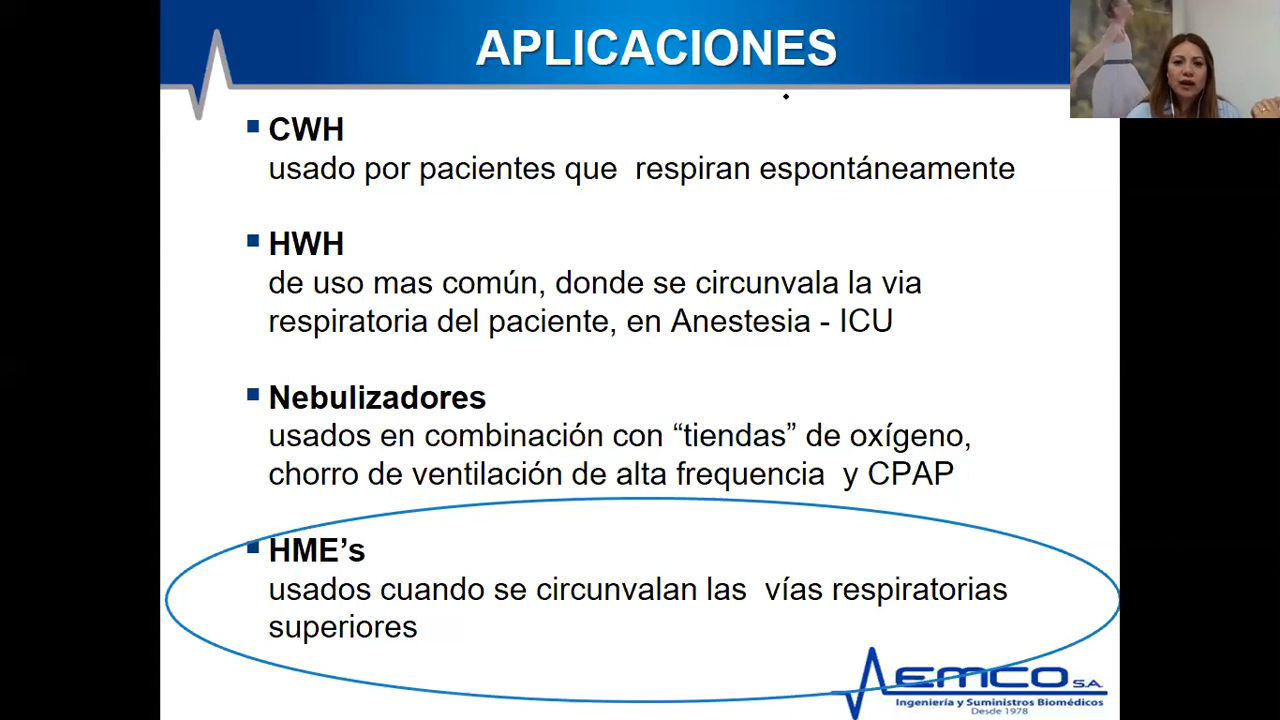 APLICACIONES
CWH
usado por pacientes que respiran espontáneamente
HWH
de uso mas común, donde se circunvala la via
respiratoria del paciente, en Anestesia - ICU
Nebulizadores
usados en combinación con “tiendas” de oxígeno,
chorro de ventilación de alta frequencia y CPAP
HME’s
usados cuando se circunvalan las vías respiratorias
superiores
EMCO S.A.
Ingeniería y Suministros Biomédicos
Desde 1978